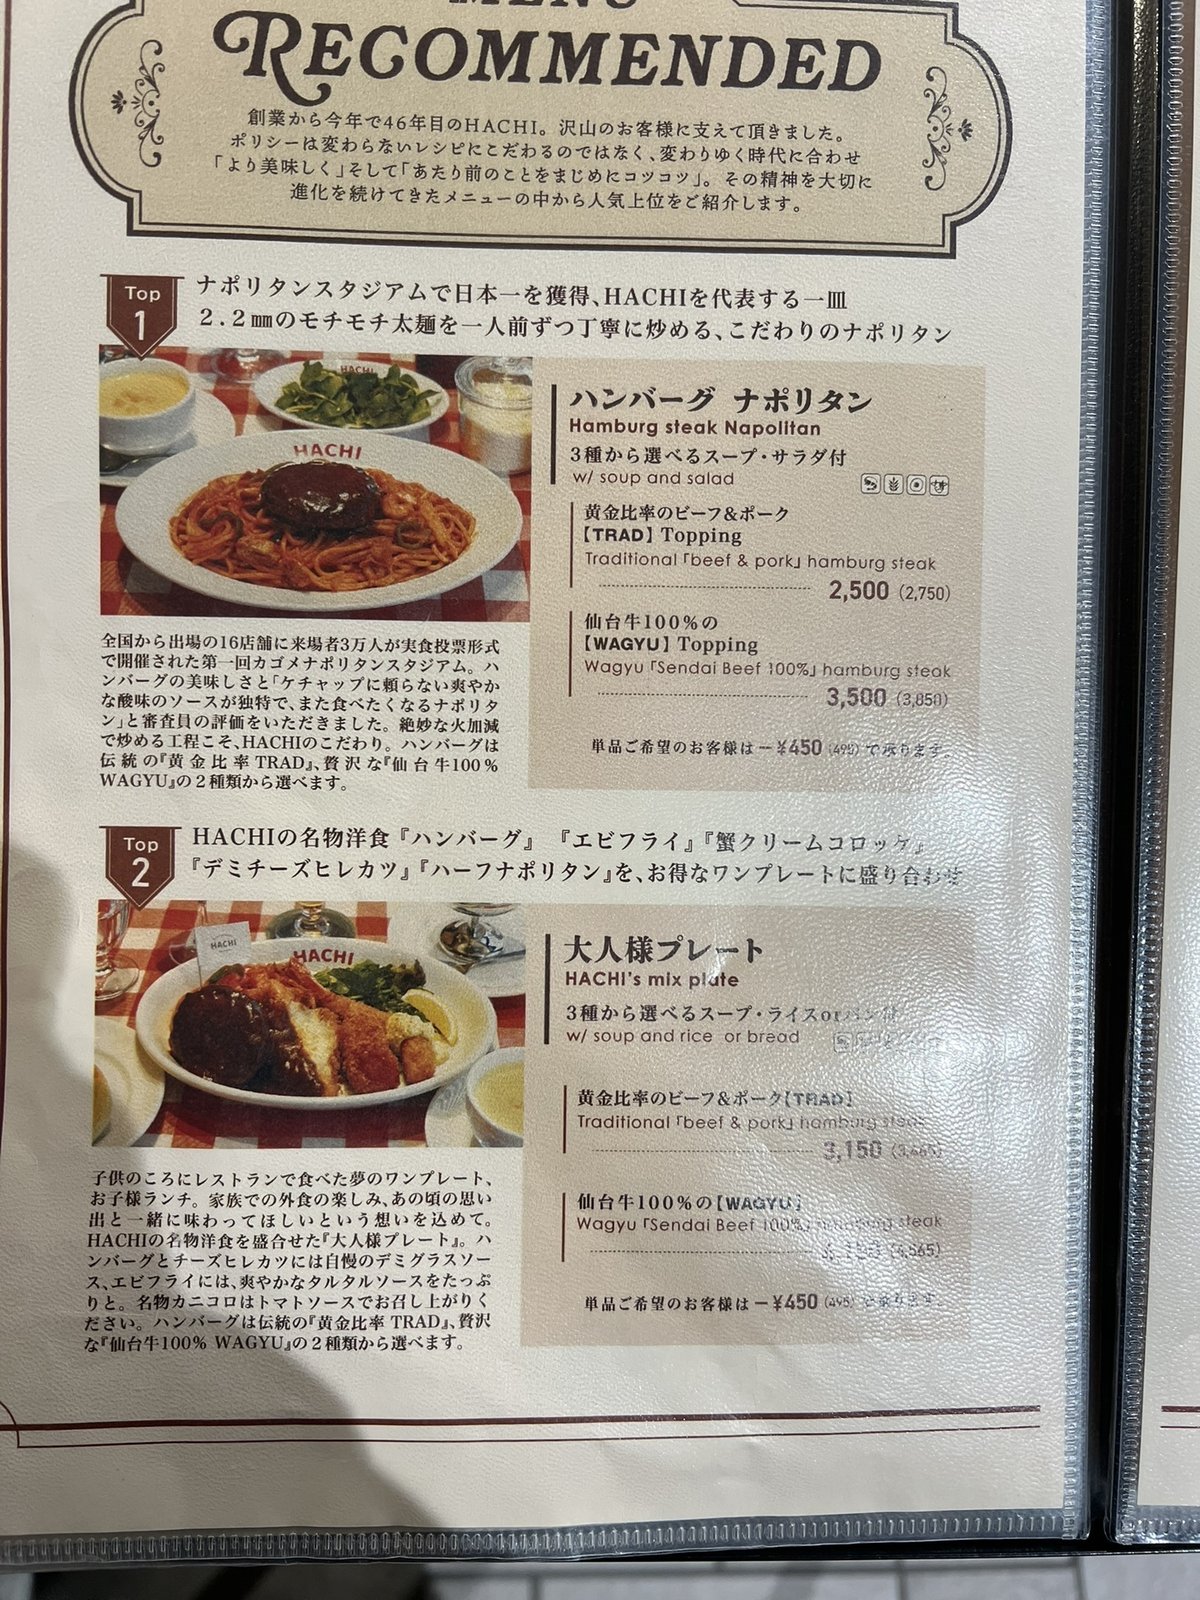 MENU
RECOMMENDED
創業から今年で46年目のHACHI。沢山のお客様に支えて頂きました。
ポリシーは変わらないレシピにこだわるのではなく、変わりゆく時代に合わせ
「より美味しく」そして「あたり前のことをまじめにコツコツ」。その精神を大切に
進化を続けてきたメニューの中から人気上位をご紹介します。
Top
1
ナポリタンスタジアムで日本一を獲得、HACHIを代表する一皿
2.2㎜のモチモチ太麺を一人前ずつ丁寧に炒める、こだわりのナポリタン
HACHI
HACHI
ハンバーグ ナポリタン
Hamburg steak Napolitan
3種から選べるスープ・サラダ付
w/ soup and salad
黄金比率のビーフ&ポーク
【TRAD】Topping
Traditional「beef & pork」hamburg steak
2,500 (2,750)
仙台牛100%の
【WAGYU】Topping
Wagyu「Sendai Beef 100%」hamburg steak
3,500 (3,850)
単品ご希望のお客様は－¥450 (495) で承ります。
全国から出場の16店舗に来場者3万人が実食投票形式
で開催された第一回カゴメナポリタンスタジアム。ハ
ンバーグの美味しさと「ケチャップに頼らない爽やか
な酸味のソースが独特で、また食べたくなるナポリタ
ン」と審査員の評価をいただきました。絶妙な火加減
で炒める工程こそ、HACHIのこだわり。ハンバーグは
伝統の『黄金比率TRAD』、贅沢な『仙台牛100%
WAGYU』の2種類から選べます。
Top
2
HACHIの名物洋食『ハンバーグ』 『エビフライ』『蟹クリームコロッケ』
『デミチーズヒレカツ』『ハーフナポリタン』を、お得なワンプレートに盛り合わせ
HACHI
HACHI
大人様プレート
HACHI's mix plate
3種から選べるスープ・ライスorパン付
w/ soup and rice or bread
黄金比率のビーフ&ポーク【TRAD】
Traditional「beef & pork」hamburg steak
3,150 (3,465)
仙台牛100%の【WAGYU】
Wagyu「Sendai Beef 100%」hamburg steak
(4,565)
単品ご希望のお客様は－¥450 (495) で承ります。
子供のころにレストランで食べた夢のワンプレート、
お子様ランチ。家族での外食の楽しみ、あの頃の思い
出と一緒に味わってほしいという想いを込めて。
HACHIの名物洋食を盛合せた『大人様プレート』。ハ
ンバーグとチーズヒレカツには自慢のデミグラスソー
ス、エビフライには、爽やかなタルタルソースをたっぷ
りと。名物カニコロはトマトソースでお召し上がりく
ださい。ハンバーグは伝統の『黄金比率 TRAD』、贅沢
な『仙台牛100% WAGYU』の2種類から選べます。